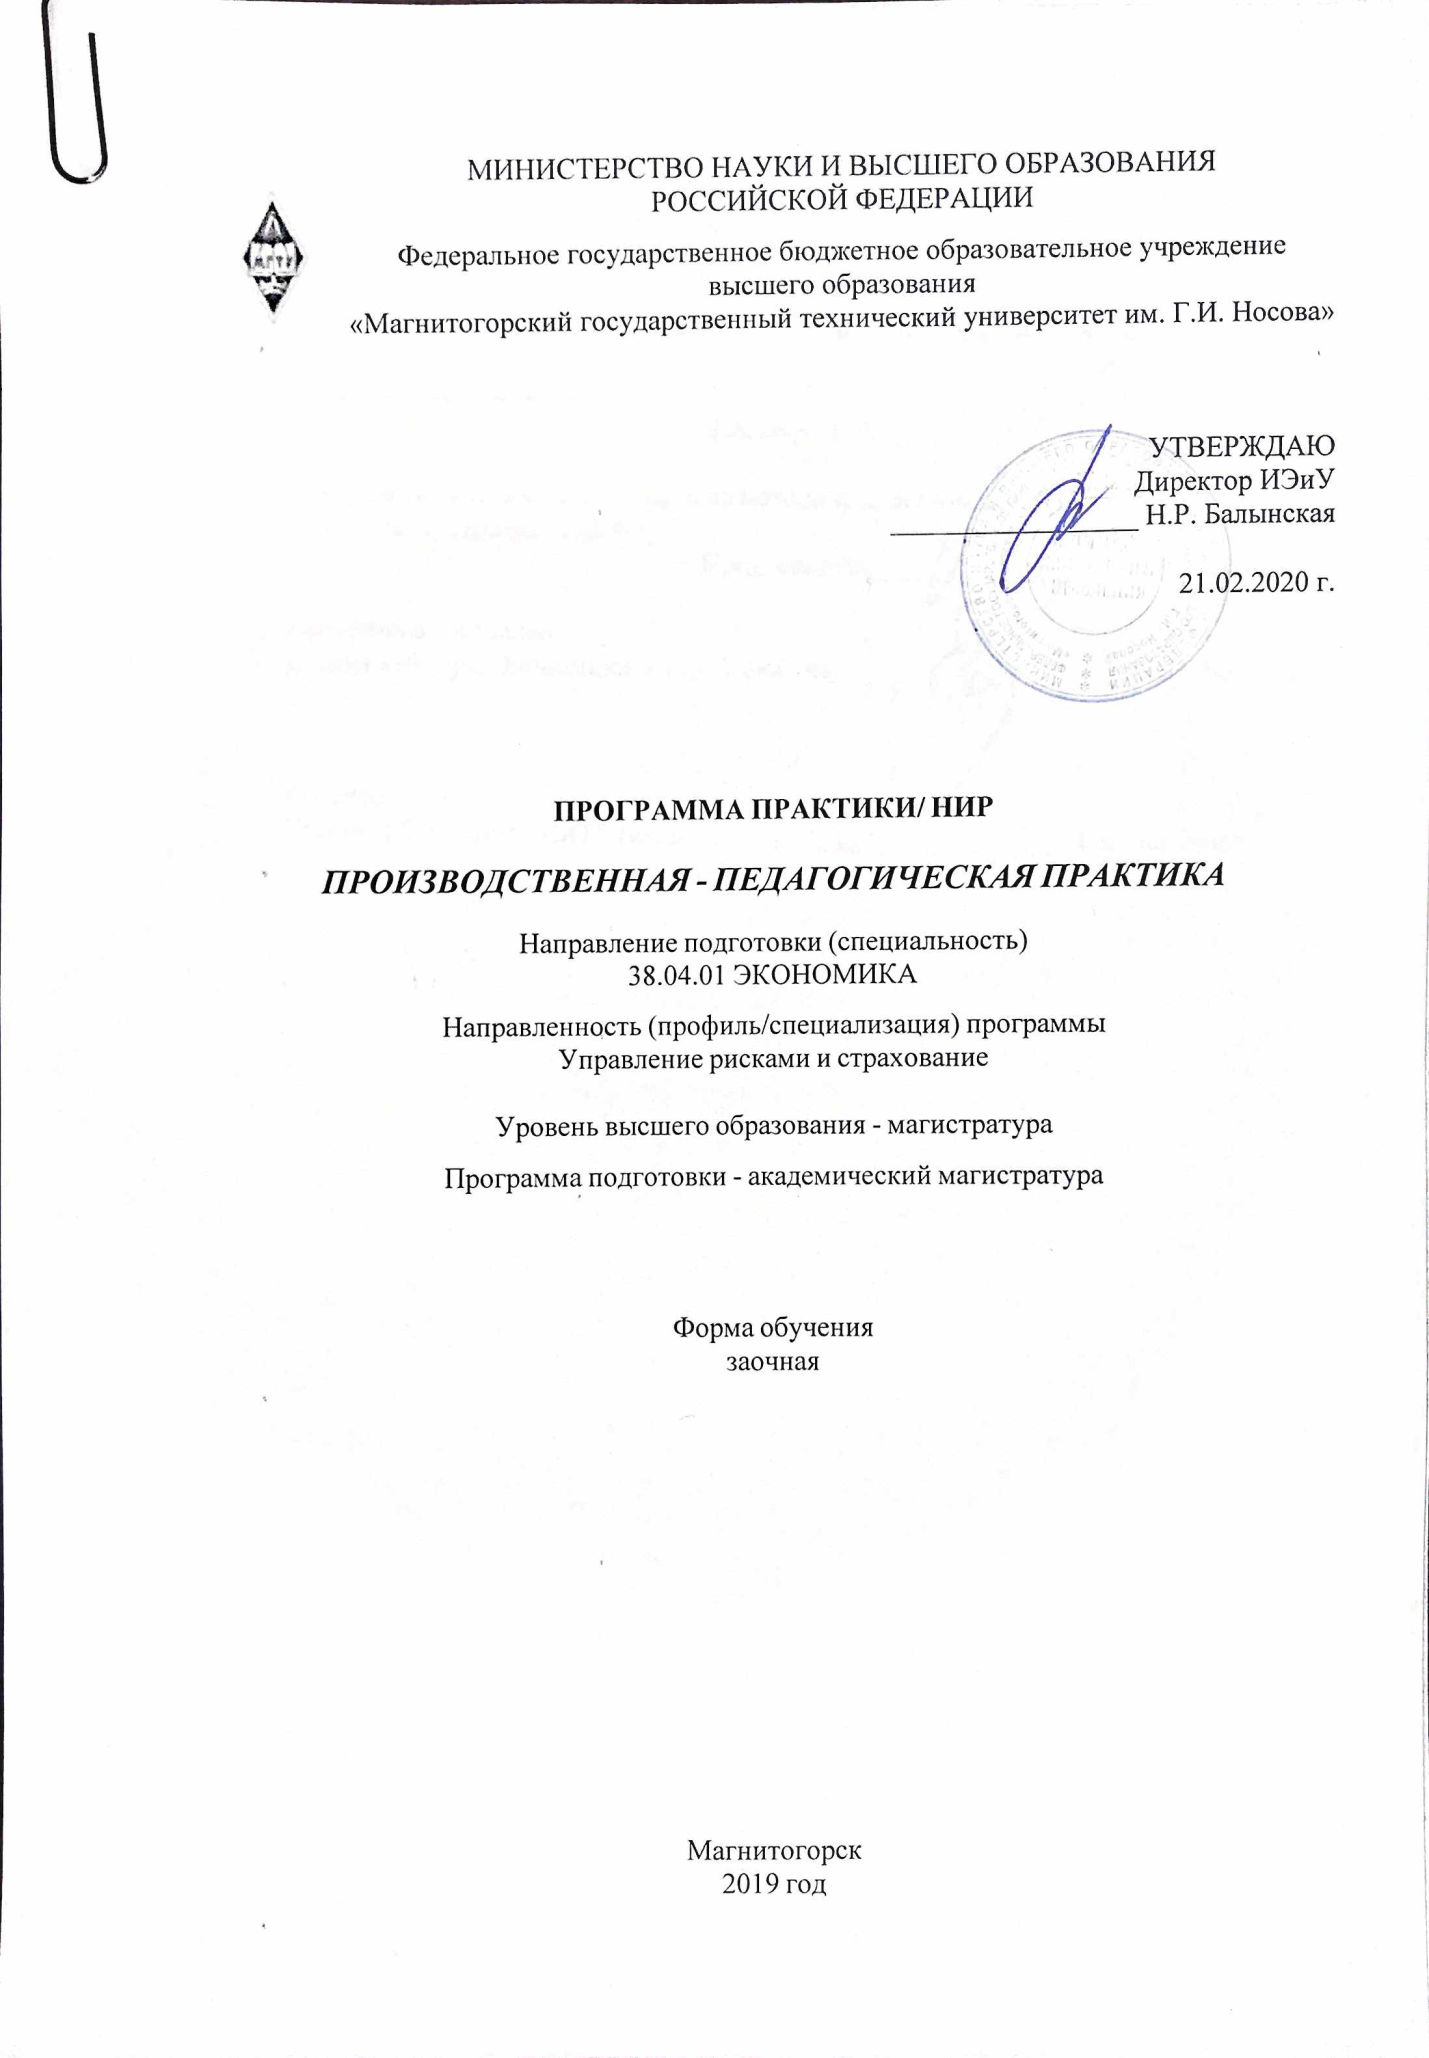 МИНИСТЕРСТВО НАУКИ И ВЫСШЕГО ОБРАЗОВАНИЯ
РОССИЙСКОЙ ФЕДЕРАЦИИ
Федеральное государственное бюджетное образовательное учреждение
высшего образования
«Магнитогорский государственный технический университет им. Г.И. Носова»
МГТУ
УТВЕРЖДАЮ
Директор ИЭиУ
Н.Р. Балынская
21.02.2020 г.
ПРОГРАММА ПРАКТИКИ/ НИР
ПРОИЗВОДСТВЕННАЯ - ПЕДАГОГИЧЕСКАЯ ПРАКТИКА
Направление подготовки (специальность)
38.04.01 ЭКОНОМИКА
Направленность (профиль/специализация) программы
Управление рисками и страхование
Уровень высшего образования - магистратура
Программа подготовки - академический магистратура
Форма обучения
заочная
Магнитогорск
2019 год